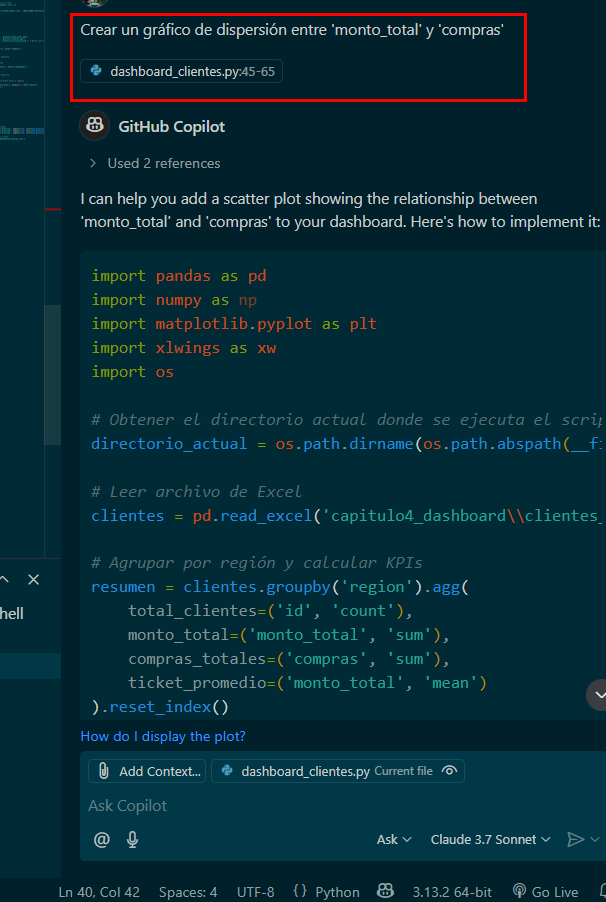 Crear un gráfico de dispersión entre 'monto_total' y 'compras'
dashboard_clientes.py:45-65
GitHub Copilot
Used 2 references
I can help you add a scatter plot showing the relationship between
'monto_total' and 'compras' to your dashboard. Here's how to implement it:
import pandas as pd
import numpy as np
import matplotlib.pyplot as plt
import xlwings as xw
import os
# Obtener el directorio actual donde se ejecuta el scrip
directorio_actual = os.path.dirname(os.path.abspath(__fi
# Leer archivo de Excel
clientes = pd.read_excel('capitulo4_dashboard\\clientes_
# Agrupar por región y calcular KPIs
resumen = clientes.groupby('region').agg(
    total_clientes=('id', 'count'),
    monto_total=('monto_total', 'sum'),
    compras_totales=('compras', 'sum'),
    ticket_promedio=('monto_total', 'mean')
).reset_index()
hell
How do I display the plot?
Add Context... dashboard_clientes.py Current file
Ask Copilot
@ Ask Claude 3.7 Sonnet
Ln 40, Col 42 Spaces: 4 UTF-8 {} Python 3.13.2 64-bit Go Live